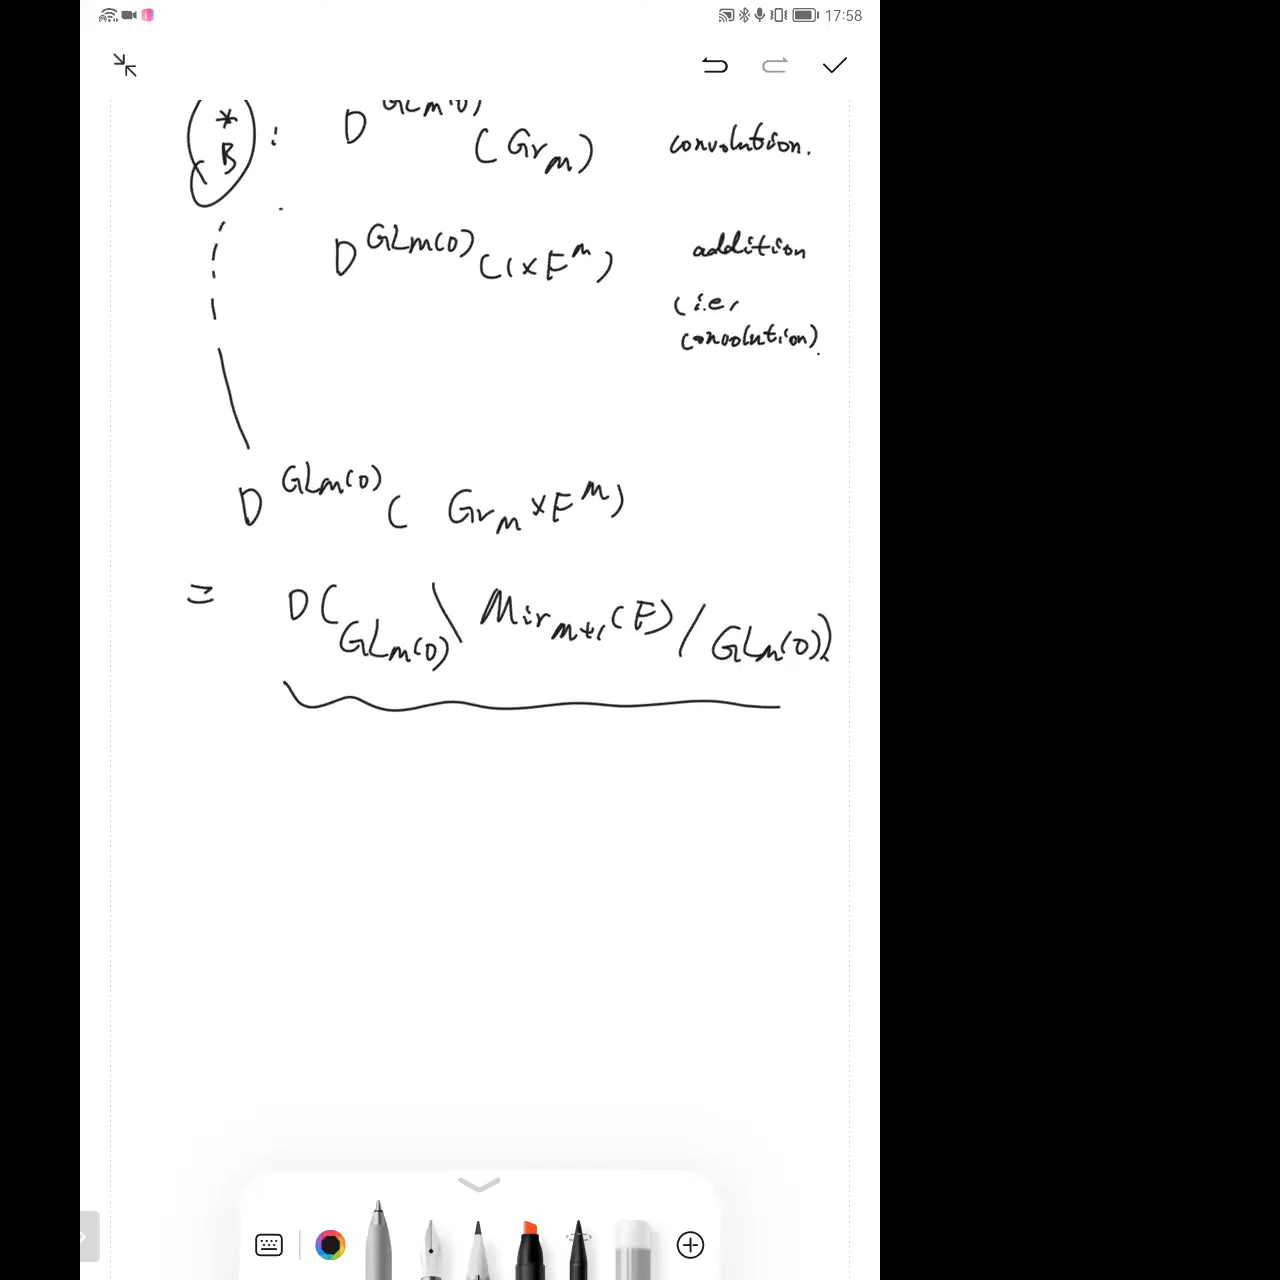 17:58
(* B) : D^{GLm(O)} (Gr_m) convolution.
D^{GLm(O)} (1×F^m) addition
(i.e,
convolution).
D^{GLm(O)} ( Gr_m × F^m)
= D( GLm(O) \ Mir_{m+1}(F) / GLm(O))